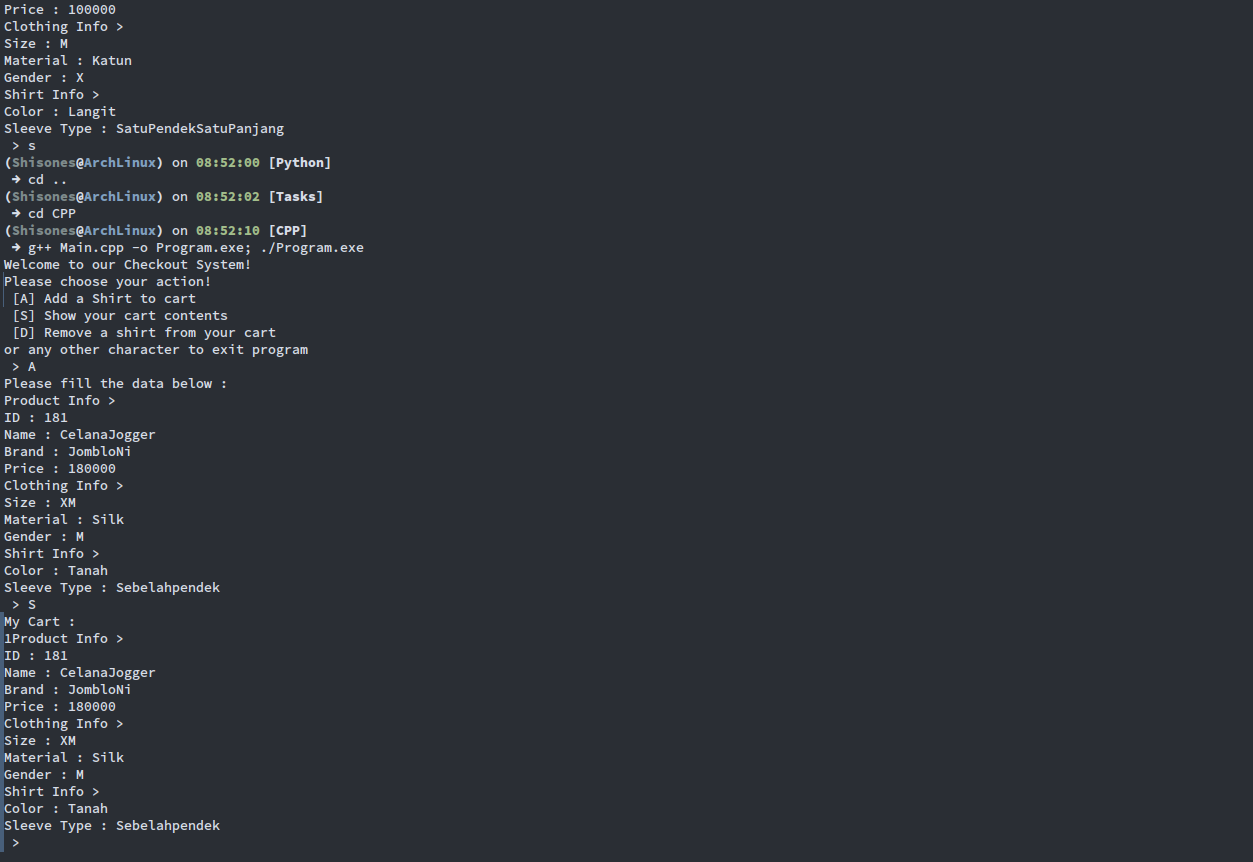 Price : 100000
Clothing Info >
Size : M
Material : Katun
Gender : X
Shirt Info >
Color : Langit
Sleeve Type : SatuPendekSatuPanjang
 > s
(Shisones@ArchLinux) on 08:52:00 [Python]
 → cd ..
(Shisones@ArchLinux) on 08:52:02 [Tasks]
 → cd CPP
(Shisones@ArchLinux) on 08:52:10 [CPP]
 → g++ Main.cpp -o Program.exe; ./Program.exe
Welcome to our Checkout System!
Please choose your action!
 [A] Add a Shirt to cart
 [S] Show your cart contents
 [D] Remove a shirt from your cart
or any other character to exit program
 > A
Please fill the data below :
Product Info >
ID : 181
Name : CelanaJogger
Brand : JombloNi
Price : 180000
Clothing Info >
Size : XM
Material : Silk
Gender : M
Shirt Info >
Color : Tanah
Sleeve Type : Sebelahpendek
 > S
My Cart :
1Product Info >
ID : 181
Name : CelanaJogger
Brand : JombloNi
Price : 180000
Clothing Info >
Size : XM
Material : Silk
Gender : M
Shirt Info >
Color : Tanah
Sleeve Type : Sebelahpendek
 >